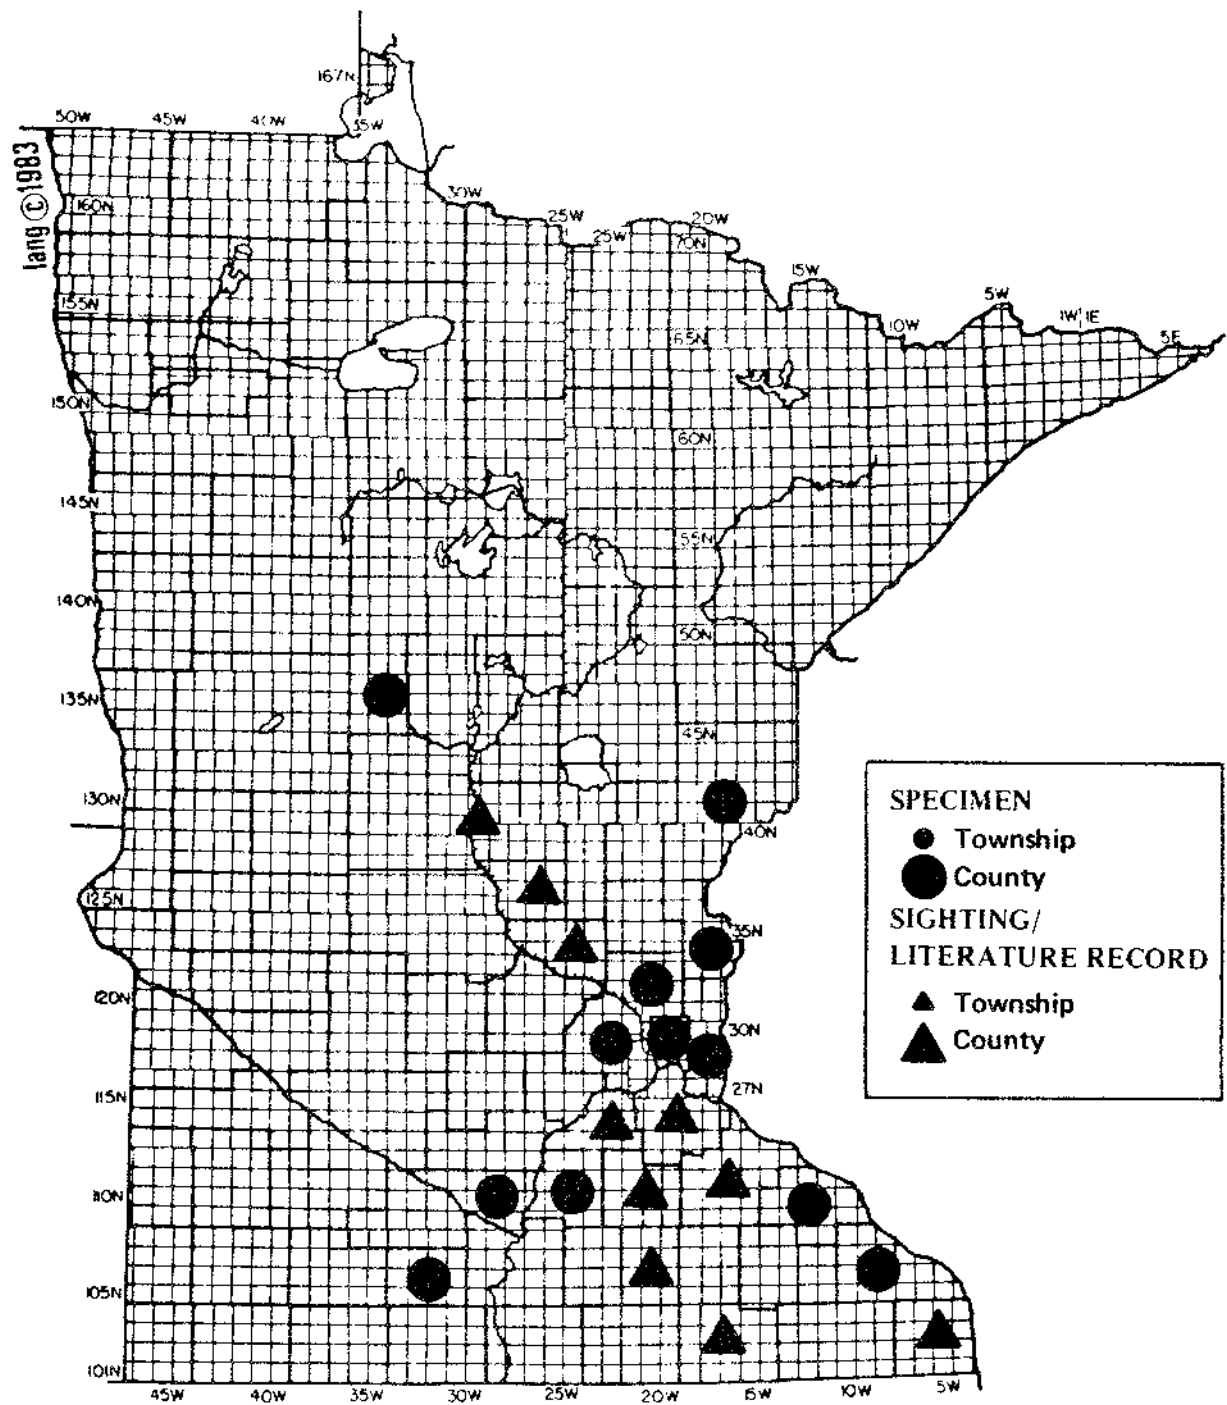 167N
50W 45W 40W 35W
lang © 1983
160N
30W
25W
25W
20W
70N
15W
155N
5W
1W 1E
10W
65N
5E
150N
60N
145N
55N
140N
50N
135N
45N
130N
40N
125N
35N
120N
30N
115N
27N
110N
105N
101N
45W 40W 35W 30W 25W 20W 15W 10W 5W
SPECIMEN
Township
County
SIGHTING/
LITERATURE RECORD
Township
County